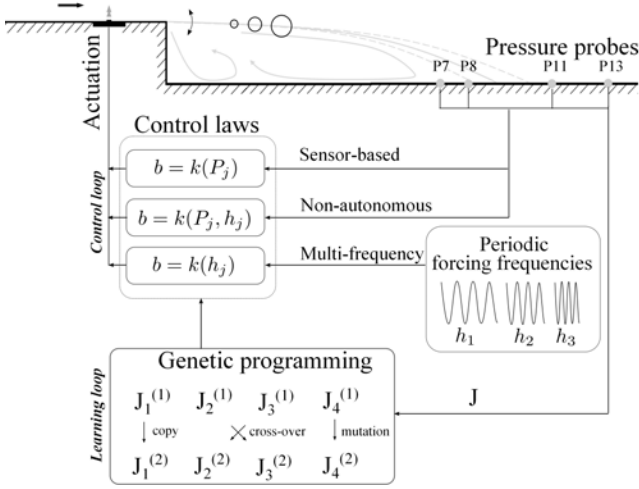 Pressure probes
P7 P8 P11 P13
Actuation
Control laws
Control loop
b = k(P_j)
Sensor-based
b = k(P_j, h_j)
Non-autonomous
b = k(h_j)
Multi-frequency
Periodic
forcing frequencies
h_1 h_2 h_3
Learning loop
Genetic programming
J_1^(1) J_2^(1) J_3^(1) J_4^(1)
copy cross-over mutation
J_1^(2) J_2^(2) J_3^(2) J_4^(2)
J